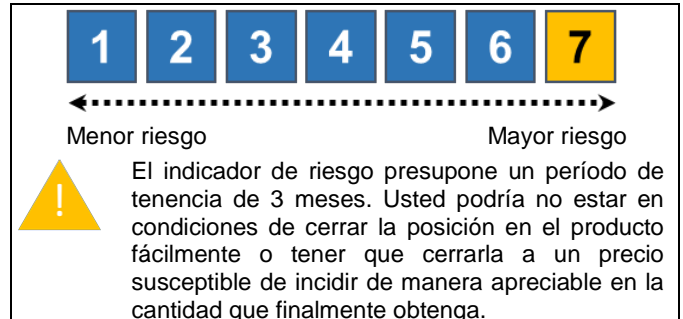 1 2 3 4 5 6 7
Menor riesgo Mayor riesgo
!
El indicador de riesgo presupone un período de
tenencia de 3 meses. Usted podría no estar en
condiciones de cerrar la posición en el producto
fácilmente o tener que cerrarla a un precio
susceptible de incidir de manera apreciable en la
cantidad que finalmente obtenga.